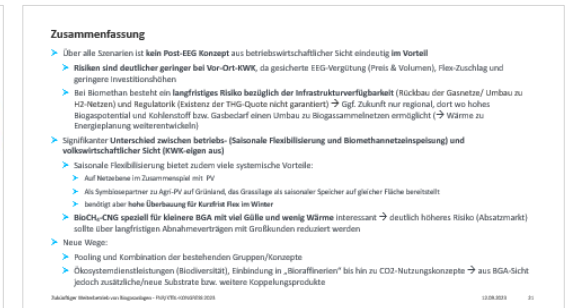 Zusammenfassung
Über alle Szenarien ist kein Post-EEG Konzept aus betriebswirtschaftlicher Sicht eindeutig im Vorteil
Risiken sind deutlicher geringer bei Vor-Ort-KWK, da gesicherte EEG-Vergütung (Preis & Volumen), Flex-Zuschlag und
geringere Investitionshöhen
Bei Biomethan besteht ein langfristiges Risiko bezüglich der Infrastrukturverfügbarkeit (Rückbau der Gasnetze/ Umbau zu
H2-Netzen) und Regulatorik (Existenz der THG-Quote nicht garantiert) → Ggf. Zukunft nur regional, dort wo hohes
Biogaspotential und Kohlenstoff bzw. Gasbedarf einen Umbau zu Biogassammelnetzen ermöglicht (→ Wärme zu
Energieplanung weiterentwickeln)
Signifikanter Unterschied zwischen betriebs- (Saisonale Flexibilisierung und Biomethannetzeinspeisung) und
volkswirtschaftlicher Sicht (KWK-eigen aus)
Saisonale Flexibilisierung bietet zudem viele systemische Vorteile:
Auf Netzebene im Zusammenspiel mit PV
Als Symbiosepartner zu Agri-PV auf Grünland, das Grassilage als saisonaler Speicher auf gleicher Fläche bereitstellt
benötigt aber hohe Überbauung für Kurzfrist Flex im Winter
BioCH₄-CNG speziell für kleinere BGA mit viel Gülle und wenig Wärme interessant → deutlich höheres Risiko (Absatzmarkt)
sollte über langfristigen Abnahmeverträgen mit Großkunden reduziert werden
Neue Wege:
Pooling und Kombination der bestehenden Gruppen/Konzepte
Ökosystemdienstleistungen (Biodiversität), Einbindung in „Bioraffinerien" bis hin zu CO2-Nutzungskonzepte → aus BGA-Sicht
jedoch zusätzliche/neue Substrate bzw. weitere Koppelungsprodukte
Zukünftiger Weiterbetrieb von Biogasanlagen
12.09.2023
21